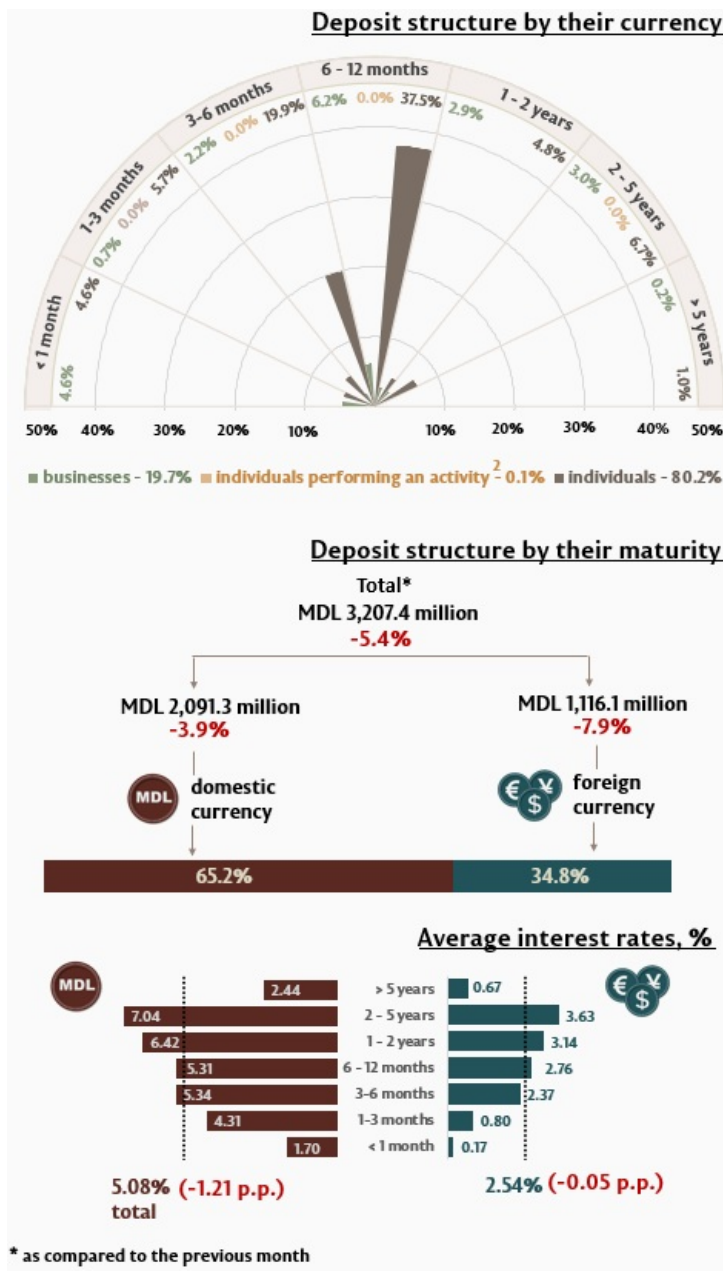 Deposit structure by their currency
< 1 month
1-3 months
3-6 months
6 - 12 months
1 - 2 years
2 - 5 years
> 5 years
4.6%
4.6%
0.7%
0.0%
5.7%
2.2%
0.0%
19.9%
6.2%
0.0%
37.5%
2.9%
4.8%
3.0%
0.0%
6.7%
0.2%
1.0%
50% 40% 30% 20% 10% 10% 20% 30% 40% 50%
businesses - 19.7% individuals performing an activity 2 - 0.1% individuals - 80.2%
Deposit structure by their maturity
Total*
MDL 3,207.4 million
-5.4%
MDL 2,091.3 million
-3.9%
MDL 1,116.1 million
-7.9%
MDL
domestic
currency
€ ¥ $
foreign
currency
65.2% 34.8%
Average interest rates, %
MDL
€ ¥ $
2.44 > 5 years 0.67
7.04 2 - 5 years 3.63
6.42 1 - 2 years 3.14
5.31 6 - 12 months 2.76
5.34 3-6 months 2.37
4.31 1-3 months 0.80
1.70 < 1 month 0.17
5.08% (-1.21 p.p.)
total
2.54% (-0.05 p.p.)
* as compared to the previous month